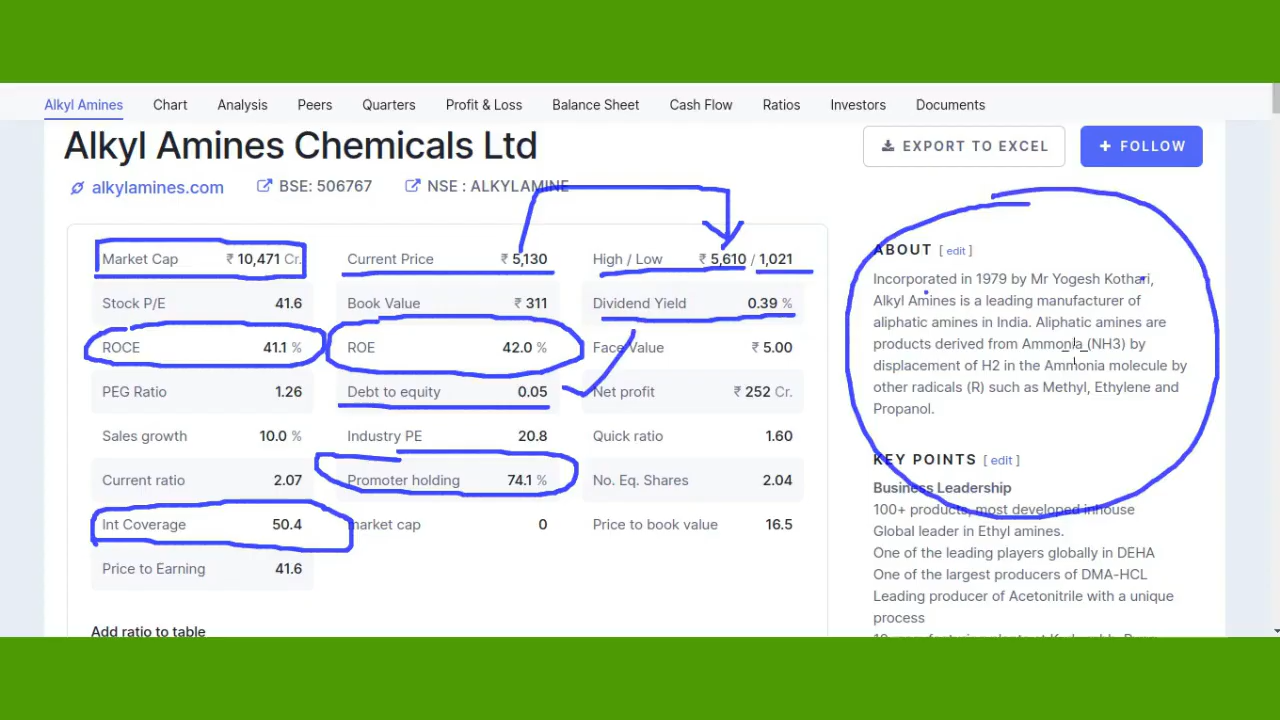 Alkyl Amines Chart Analysis Peers Quarters Profit & Loss Balance Sheet Cash Flow Ratios Investors Documents
Alkyl Amines Chemicals Ltd
EXPORT TO EXCEL
+ FOLLOW
alkylamines.com BSE: 506767 NSE : ALKYLAMINE
Market Cap ₹ 10,471 Cr.
Current Price ₹ 5,130
High / Low ₹ 5,610 / 1,021
Stock P/E 41.6
Book Value ₹ 311
Dividend Yield 0.39 %
ROCE 41.1 %
ROE 42.0 %
Face Value ₹ 5.00
PEG Ratio 1.26
Debt to equity 0.05
Net profit ₹ 252 Cr.
Sales growth 10.0 %
Industry PE 20.8
Quick ratio 1.60
Current ratio 2.07
Promoter holding 74.1 %
No. Eq. Shares 2.04
Int Coverage 50.4
market cap 0
Price to book value 16.5
Price to Earning 41.6
Add ratio to table
ABOUT [ edit ]
Incorporated in 1979 by Mr Yogesh Kothari,
Alkyl Amines is a leading manufacturer of
aliphatic amines in India. Aliphatic amines are
products derived from Ammonia (NH3) by
displacement of H2 in the Ammonia molecule by
other radicals (R) such as Methyl, Ethylene and
Propanol.
KEY POINTS [ edit ]
Business Leadership
100+ products, most developed inhouse
Global leader in Ethyl amines.
One of the leading players globally in DEHA
One of the largest producers of DMA-HCL
Leading producer of Acetonitrile with a unique
process